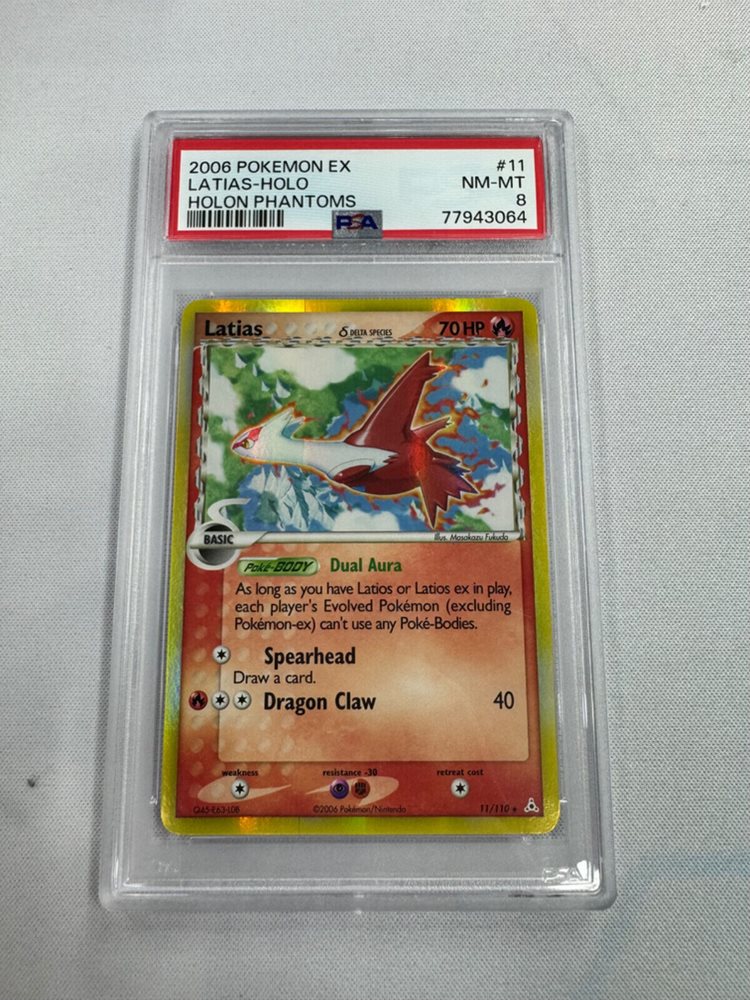 2006 POKEMON EX #11
LATIAS-HOLO NM-MT
HOLON PHANTOMS 8
PSA 77943064
Latias δ DELTA SPECIES 70 HP
BASIC
Illus. Masakazu Fukuda
Poké-BODY Dual Aura
As long as you have Latios or Latios ex in play,
each player's Evolved Pokémon (excluding
Pokémon-ex) can't use any Poké-Bodies.
Spearhead
Draw a card.
Dragon Claw 40
weakness resistance -30 retreat cost
©2006 Pokémon/Nintendo 11/110 ★